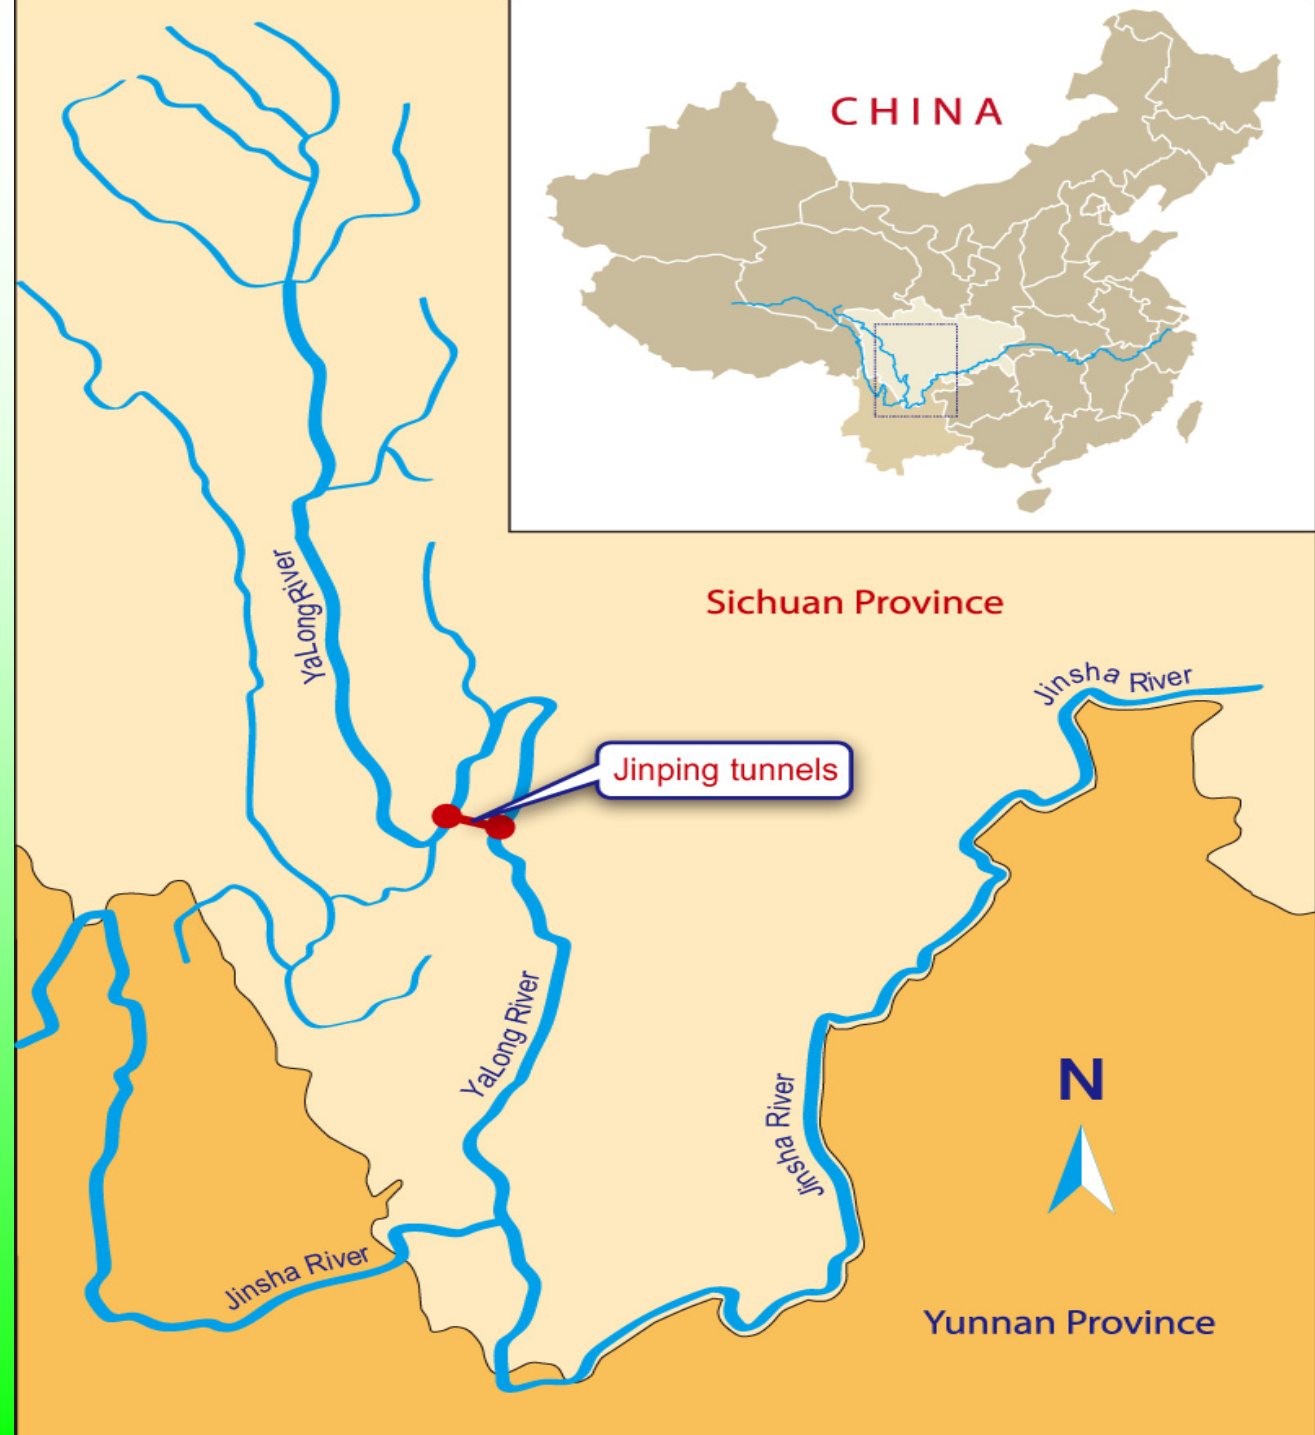 CHINA
YaLongRiver
Sichuan Province
Jinsha River
Jinping tunnels
YaLong River
Jinsha River
N
Jinsha River
Yunnan Province